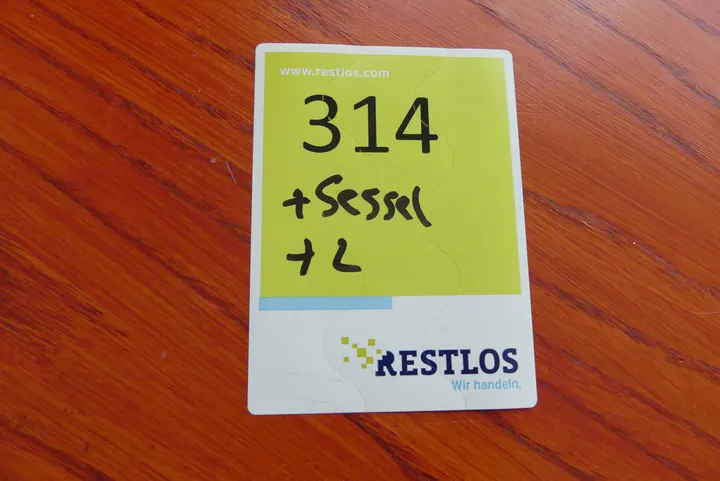 www.restlos.com
314
+Sessel
+2
RESTLOS
Wir handeln.